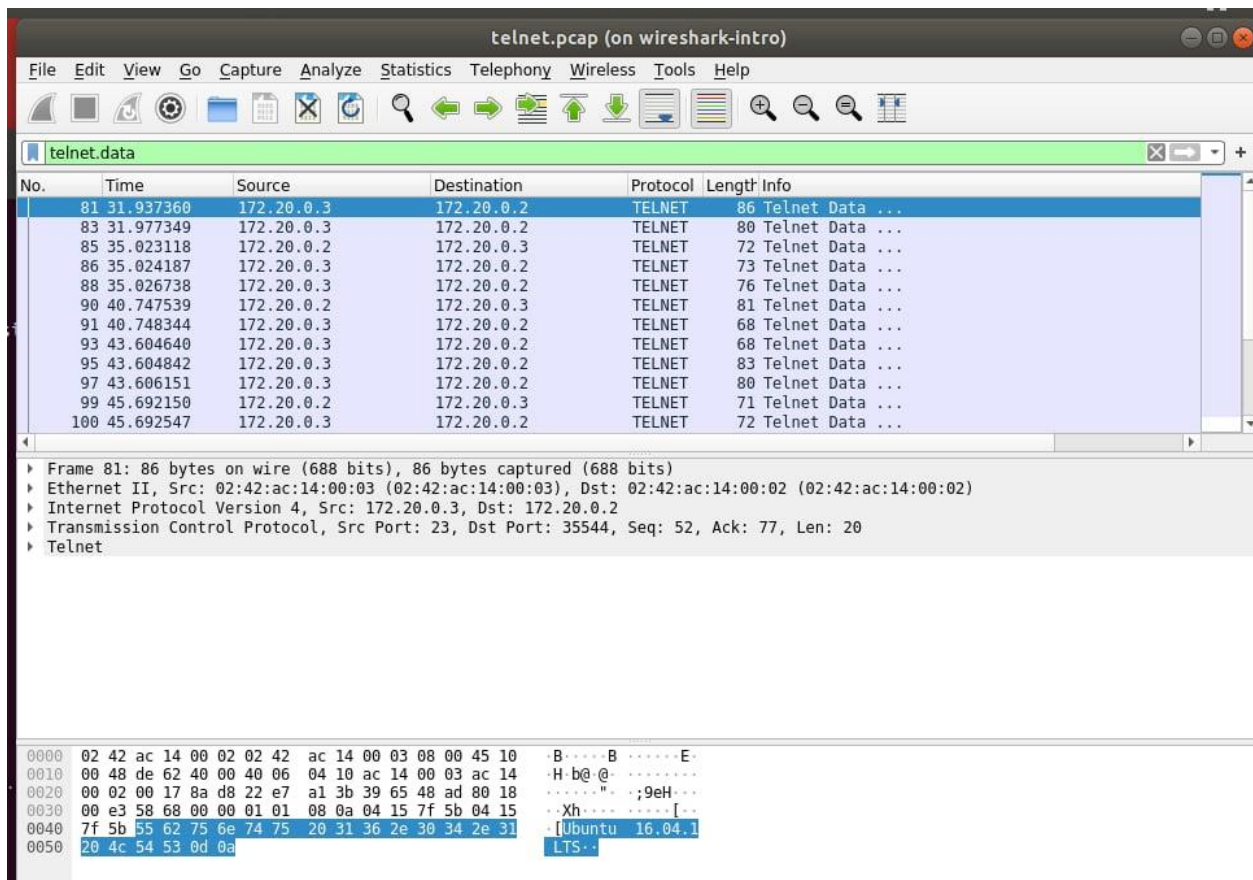 telnet.pcap (on wireshark-intro)
File Edit View Go Capture Analyze Statistics Telephony Wireless Tools Help
telnet.data
No. Time Source Destination Protocol Length Info
81 31.937360 172.20.0.3 172.20.0.2 TELNET 86 Telnet Data ...
83 31.977349 172.20.0.3 172.20.0.2 TELNET 80 Telnet Data ...
85 35.023118 172.20.0.2 172.20.0.3 TELNET 72 Telnet Data ...
86 35.024187 172.20.0.3 172.20.0.2 TELNET 73 Telnet Data ...
88 35.026738 172.20.0.3 172.20.0.2 TELNET 76 Telnet Data ...
90 40.747539 172.20.0.2 172.20.0.3 TELNET 81 Telnet Data ...
91 40.748344 172.20.0.3 172.20.0.2 TELNET 68 Telnet Data ...
93 43.604640 172.20.0.3 172.20.0.2 TELNET 68 Telnet Data ...
95 43.604842 172.20.0.3 172.20.0.2 TELNET 83 Telnet Data ...
97 43.606151 172.20.0.3 172.20.0.2 TELNET 80 Telnet Data ...
99 45.692150 172.20.0.2 172.20.0.3 TELNET 71 Telnet Data ...
100 45.692547 172.20.0.3 172.20.0.2 TELNET 72 Telnet Data ...
Frame 81: 86 bytes on wire (688 bits), 86 bytes captured (688 bits)
Ethernet II, Src: 02:42:ac:14:00:03 (02:42:ac:14:00:03), Dst: 02:42:ac:14:00:02 (02:42:ac:14:00:02)
Internet Protocol Version 4, Src: 172.20.0.3, Dst: 172.20.0.2
Transmission Control Protocol, Src Port: 23, Dst Port: 35544, Seq: 52, Ack: 77, Len: 20
Telnet
0000 02 42 ac 14 00 02 02 42 ac 14 00 03 08 00 45 10 ·B·····B ······E·
0010 00 48 de 62 40 00 40 06 04 10 ac 14 00 03 ac 14 ·H·b@·@· ········
0020 00 02 00 17 8a d8 22 e7 a1 3b 39 65 48 ad 80 18 ······"· ·;9eH···
0030 00 e3 58 68 00 00 01 01 08 0a 04 15 7f 5b 04 15 ··Xh···· ·····[··
0040 7f 5b 55 62 75 6e 74 75 20 31 36 2e 30 34 2e 31 ·[Ubuntu 16.04.1
0050 20 4c 54 53 0d 0a LTS··